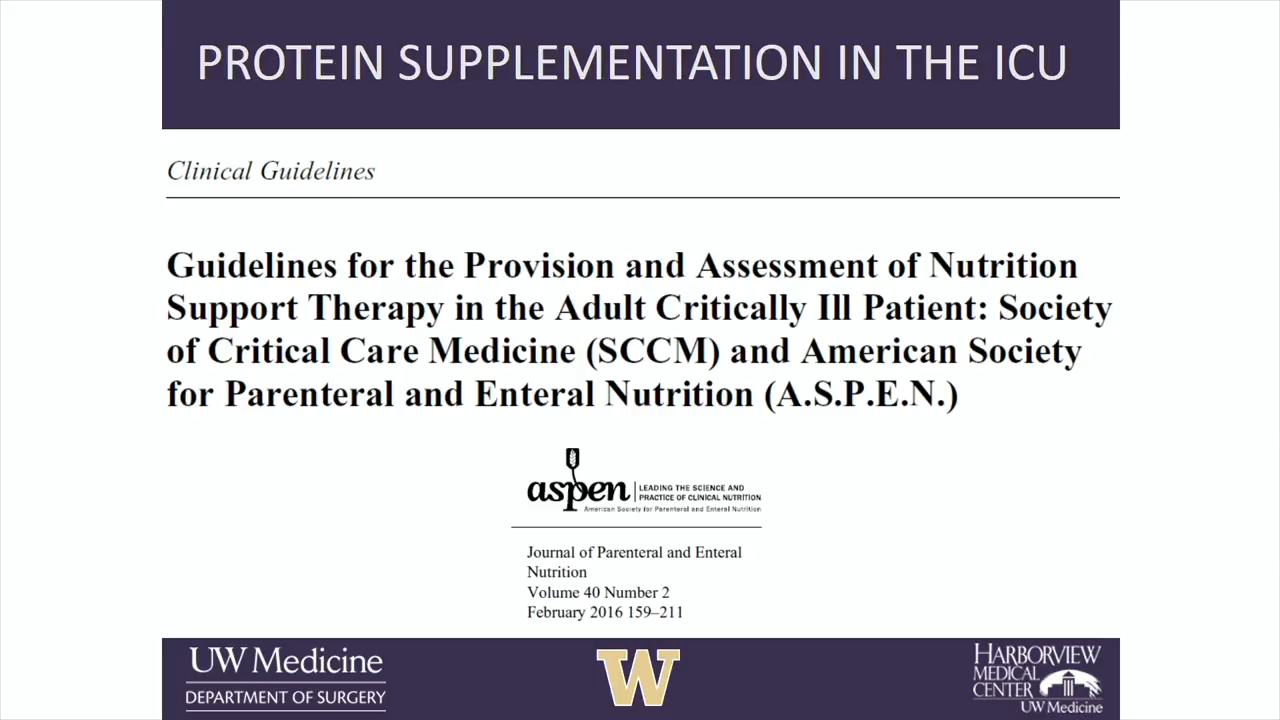 PROTEIN SUPPLEMENTATION IN THE ICU
Clinical Guidelines
Guidelines for the Provision and Assessment of Nutrition
Support Therapy in the Adult Critically Ill Patient: Society
of Critical Care Medicine (SCCM) and American Society
for Parenteral and Enteral Nutrition (A.S.P.E.N.)
aspen
LEADING THE SCIENCE AND
PRACTICE OF CLINICAL NUTRITION
American Society for Parenteral and Enteral Nutrition
Journal of Parenteral and Enteral
Nutrition
Volume 40 Number 2
February 2016 159–211
UW Medicine
DEPARTMENT OF SURGERY
W
HARBORVIEW
MEDICAL
CENTER
UW Medicine